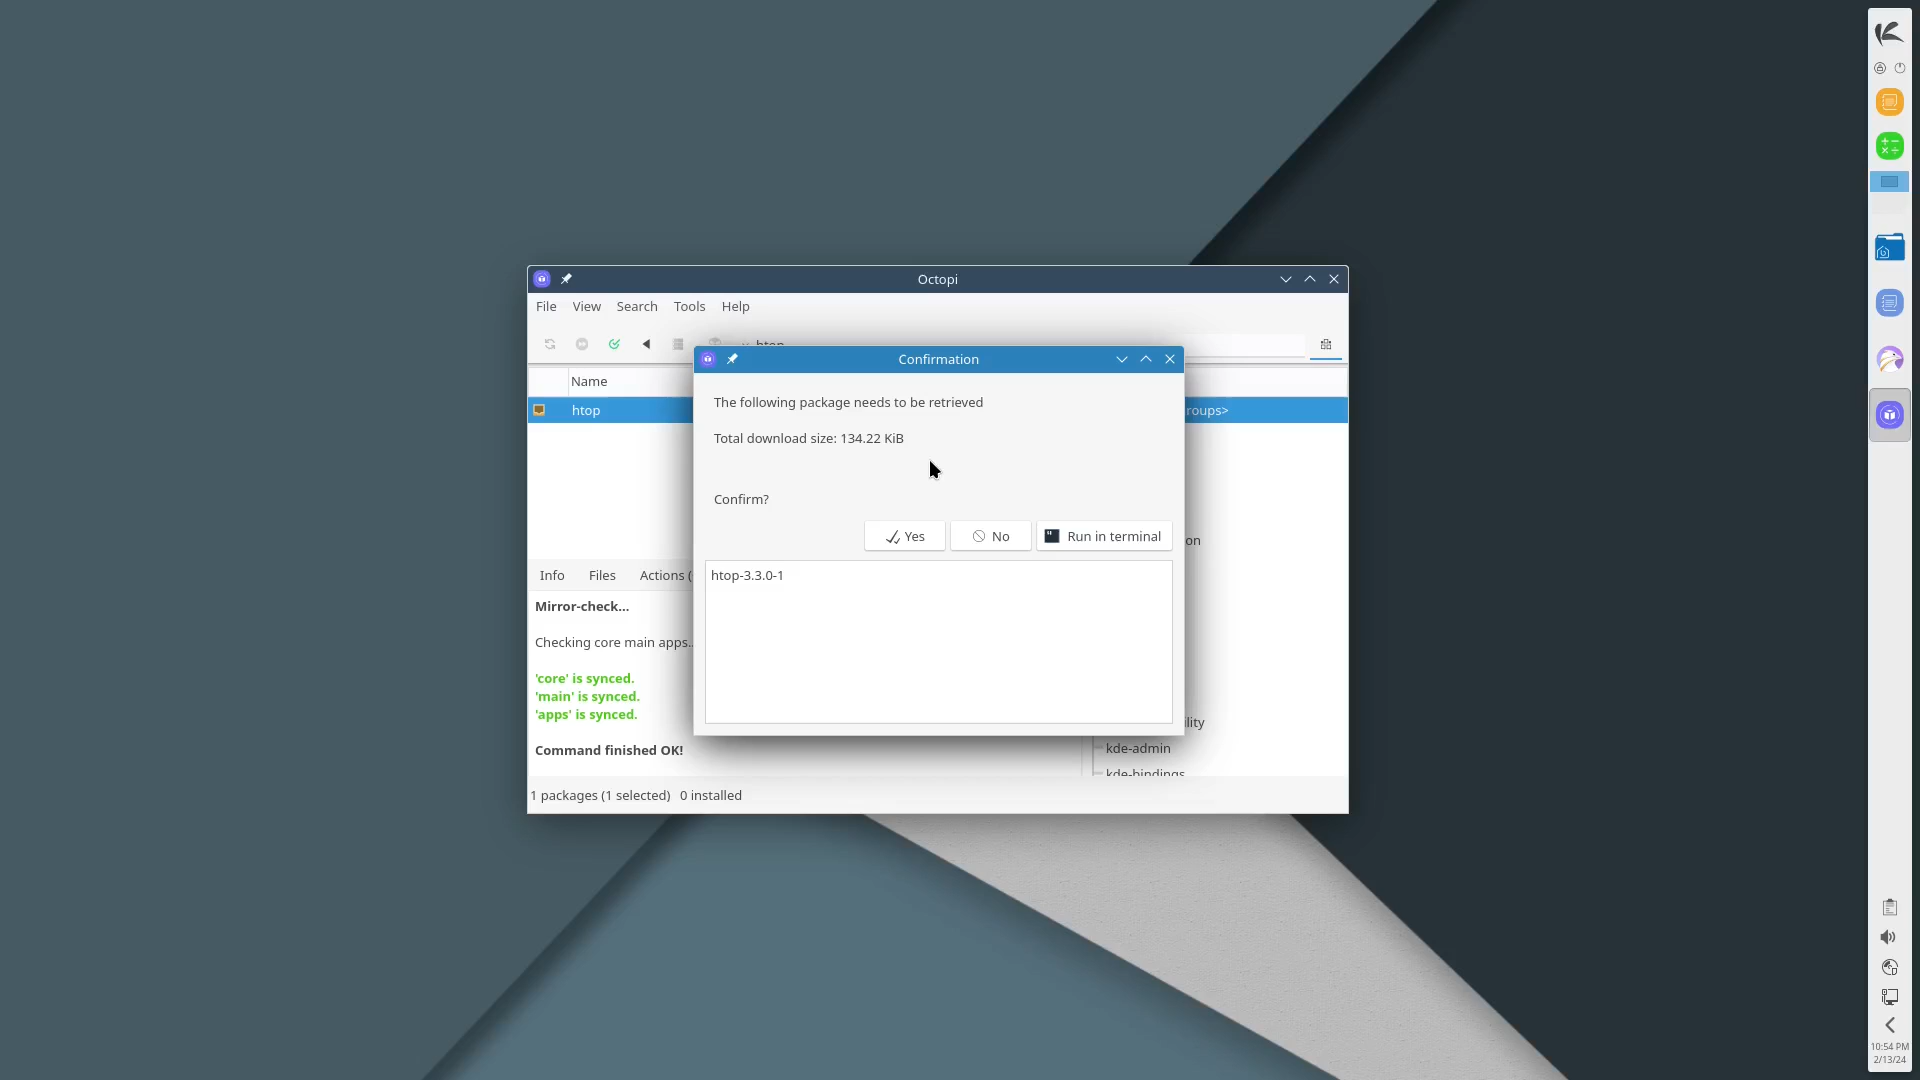 Octopi
File View Search Tools Help
htop
Confirmation
Name
The following package needs to be retrieved
htop
roups>
Total download size: 134.22 KiB
Confirm?
Yes No Run in terminal
on
Info Files Actions (
htop-3.3.0-1
Mirror-check...
Checking core main apps..
'core' is synced.
'main' is synced.
'apps' is synced.
ility
Command finished OK!
kde-admin
kde-bindings
1 packages (1 selected) 0 installed
10:54 PM
2/13/24